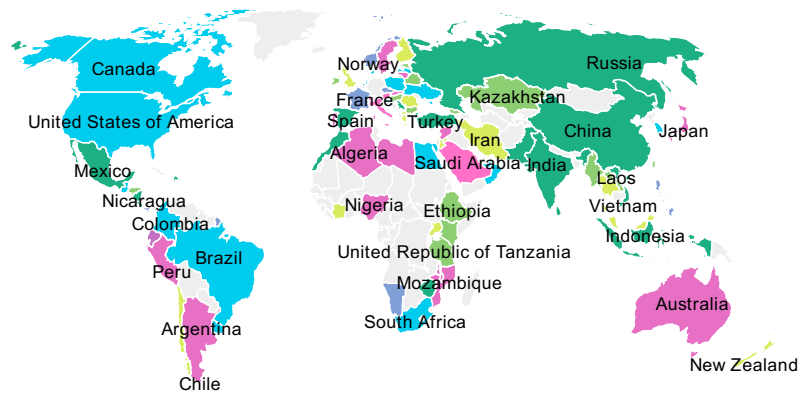 Norway
Russia
Canada
France
Kazakhstan
United States of America
Spain
Turkey
China
Japan
Iran
Algeria
Saudi Arabia
India
Mexico
Laos
Nicaragua
Nigeria
Ethiopia
Vietnam
Colombia
Indonesia
United Republic of Tanzania
Brazil
Peru
Mozambique
Australia
South Africa
Argentina
New Zealand
Chile